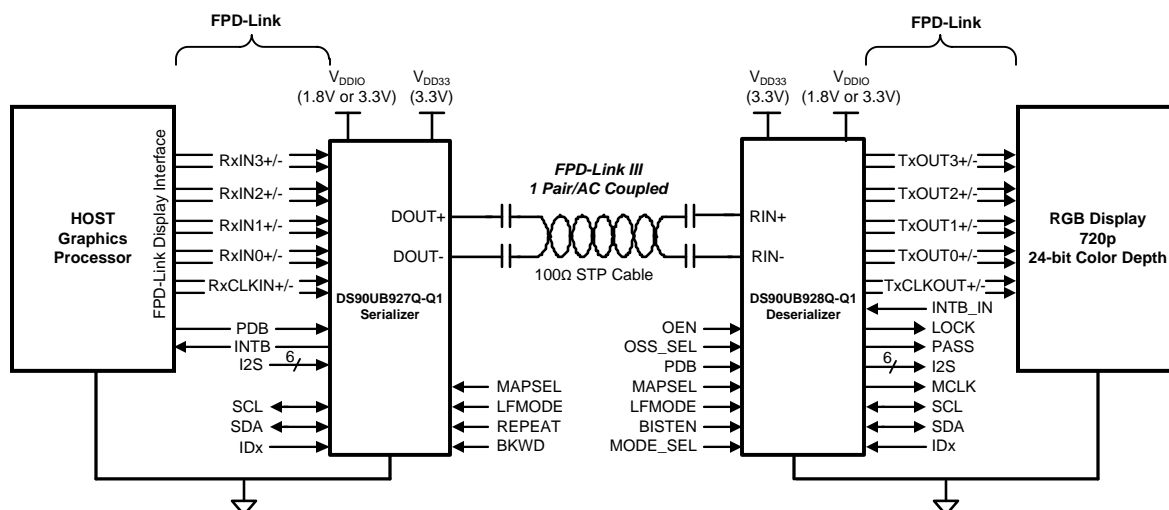 FPD-Link
FPD-Link
VDDIO
(1.8V or 3.3V)
VDD33
(3.3V)
VDD33
(3.3V)
VDDIO
(1.8V or 3.3V)
HOST
Graphics
Processor
FPD-Link Display Interface
RxIN3+/-
RxIN2+/-
RxIN1+/-
RxIN0+/-
RxCLKIN+/-
PDB
INTB
I2S
6
SCL
SDA
IDx
DOUT+
DOUT-
DS90UB927Q-Q1
Serializer
MAPSEL
LFMODE
REPEAT
BKWD
FPD-Link III
1 Pair/AC Coupled
100Ω STP Cable
RIN+
RIN-
DS90UB928Q-Q1
Deserializer
OEN
OSS_SEL
PDB
MAPSEL
LFMODE
BISTEN
MODE_SEL
TxOUT3+/-
TxOUT2+/-
TxOUT1+/-
TxOUT0+/-
TxCLKOUT+/-
INTB_IN
LOCK
PASS
6
I2S
MCLK
SCL
SDA
IDx
RGB Display
720p
24-bit Color Depth